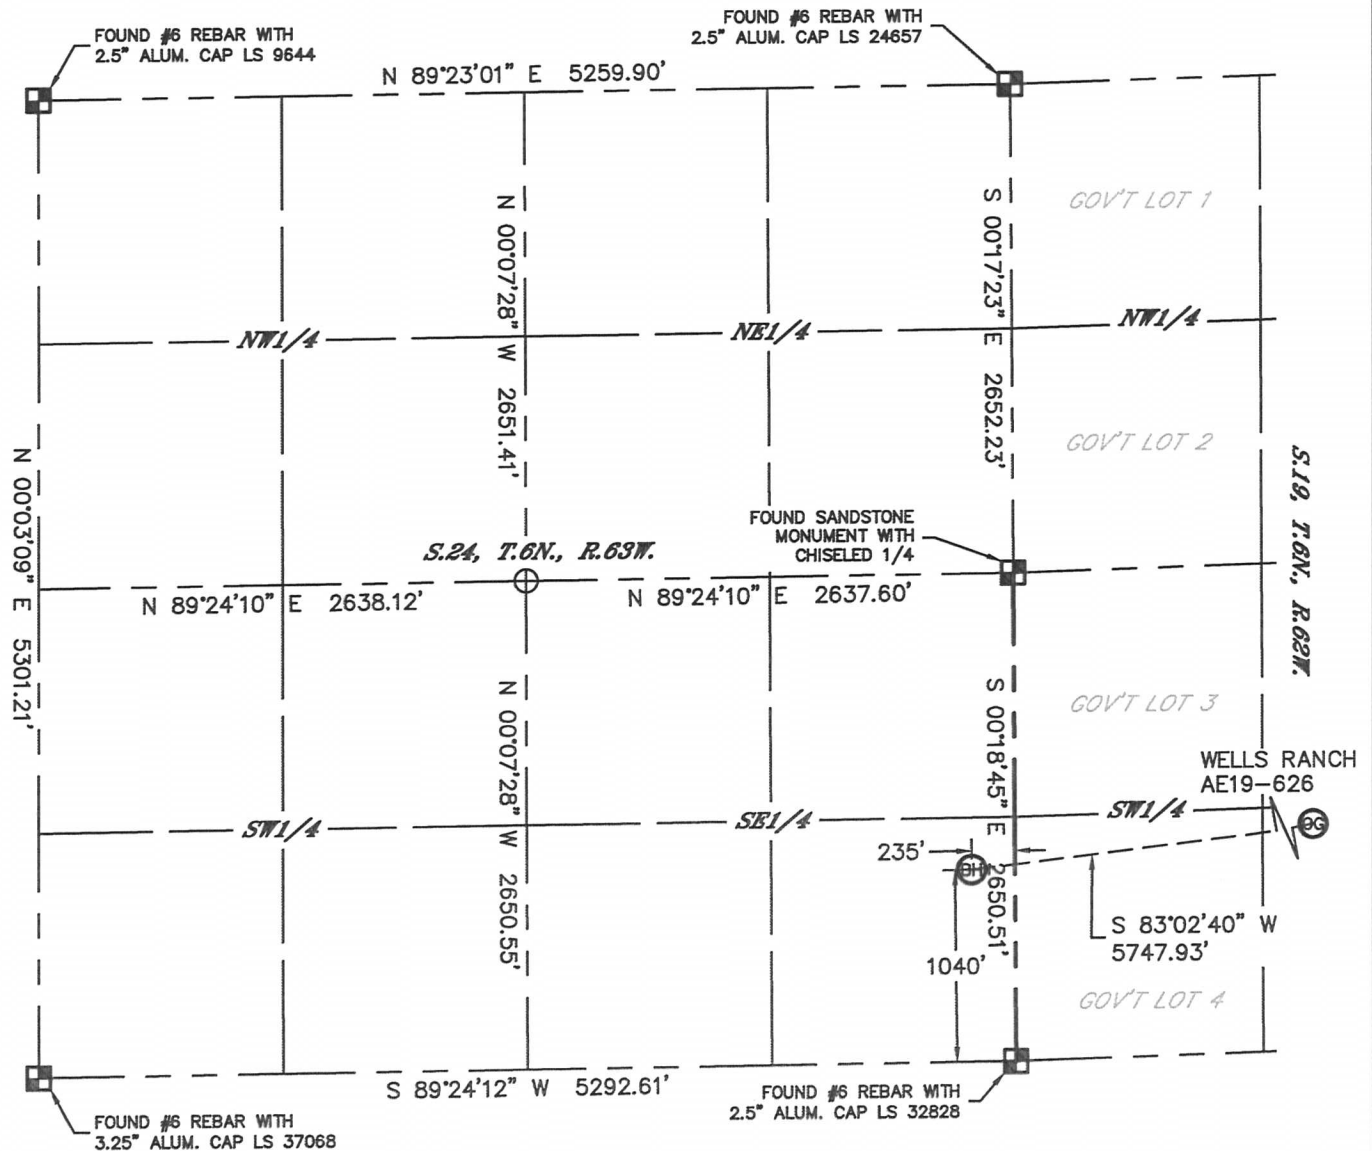 FOUND #6 REBAR WITH
2.5" ALUM. CAP LS 9644
FOUND #6 REBAR WITH
2.5" ALUM. CAP LS 24657
N 89°23'01" E 5259.90'
N 00°07'28" W 2651.41'
S 00°17'23" E 2652.23'
GOV'T LOT 1
NW1/4
NE1/4
NW1/4
GOV'T LOT 2
N 00°03'09" E 5301.21'
S.19, T.6N., R.62W.
FOUND SANDSTONE
MONUMENT WITH
CHISELED 1/4
S.24, T.6N., R.63W.
N 89°24'10" E 2638.12'
N 89°24'10" E 2637.60'
N 00°07'28" W 2650.55'
S 00°18'45" E 2650.51'
GOV'T LOT 3
WELLS RANCH
AE19-626
SW1/4
SE1/4
SW1/4
235'
BH
S 83°02'40" W
5747.93'
1040'
GOV'T LOT 4
S 89°24'12" W 5292.61'
FOUND #6 REBAR WITH
2.5" ALUM. CAP LS 32828
FOUND #6 REBAR WITH
3.25" ALUM. CAP LS 37068